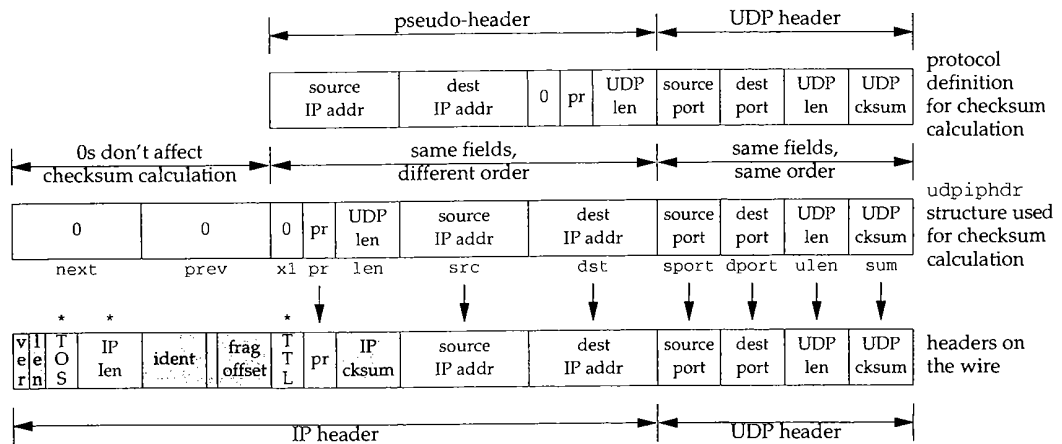 pseudo-header UDP header
source IP addr dest IP addr 0 pr UDP len source port dest port UDP len UDP cksum
protocol definition for checksum calculation
0s don't affect checksum calculation
same fields, different order
same fields, same order
0 0 0 pr UDP len source IP addr dest IP addr source port dest port UDP len UDP cksum
udpiphdr structure used for checksum calculation
next prev x1 pr len src dst sport dport ulen sum
* * *
ver len TOS IP len ident frag offset TTL pr IP cksum source IP addr dest IP addr source port dest port UDP len UDP cksum
headers on the wire
IP header UDP header